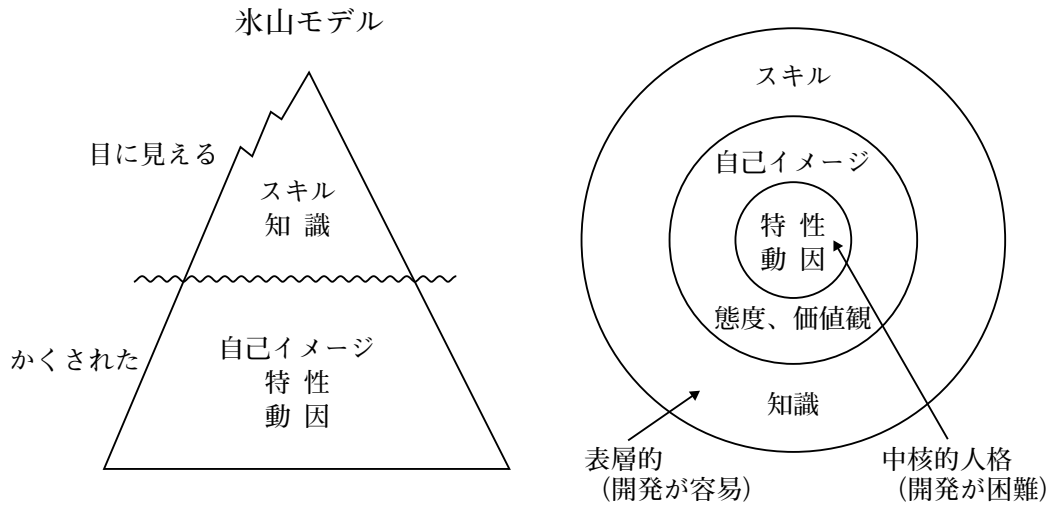 氷山モデル
目に見える
スキル
知 識
かくされた
自己イメージ
特 性
動 因
スキル
自己イメージ
特 性
動 因
態度、価値観
知識
表層的
（開発が容易）
中核的人格
（開発が困難）